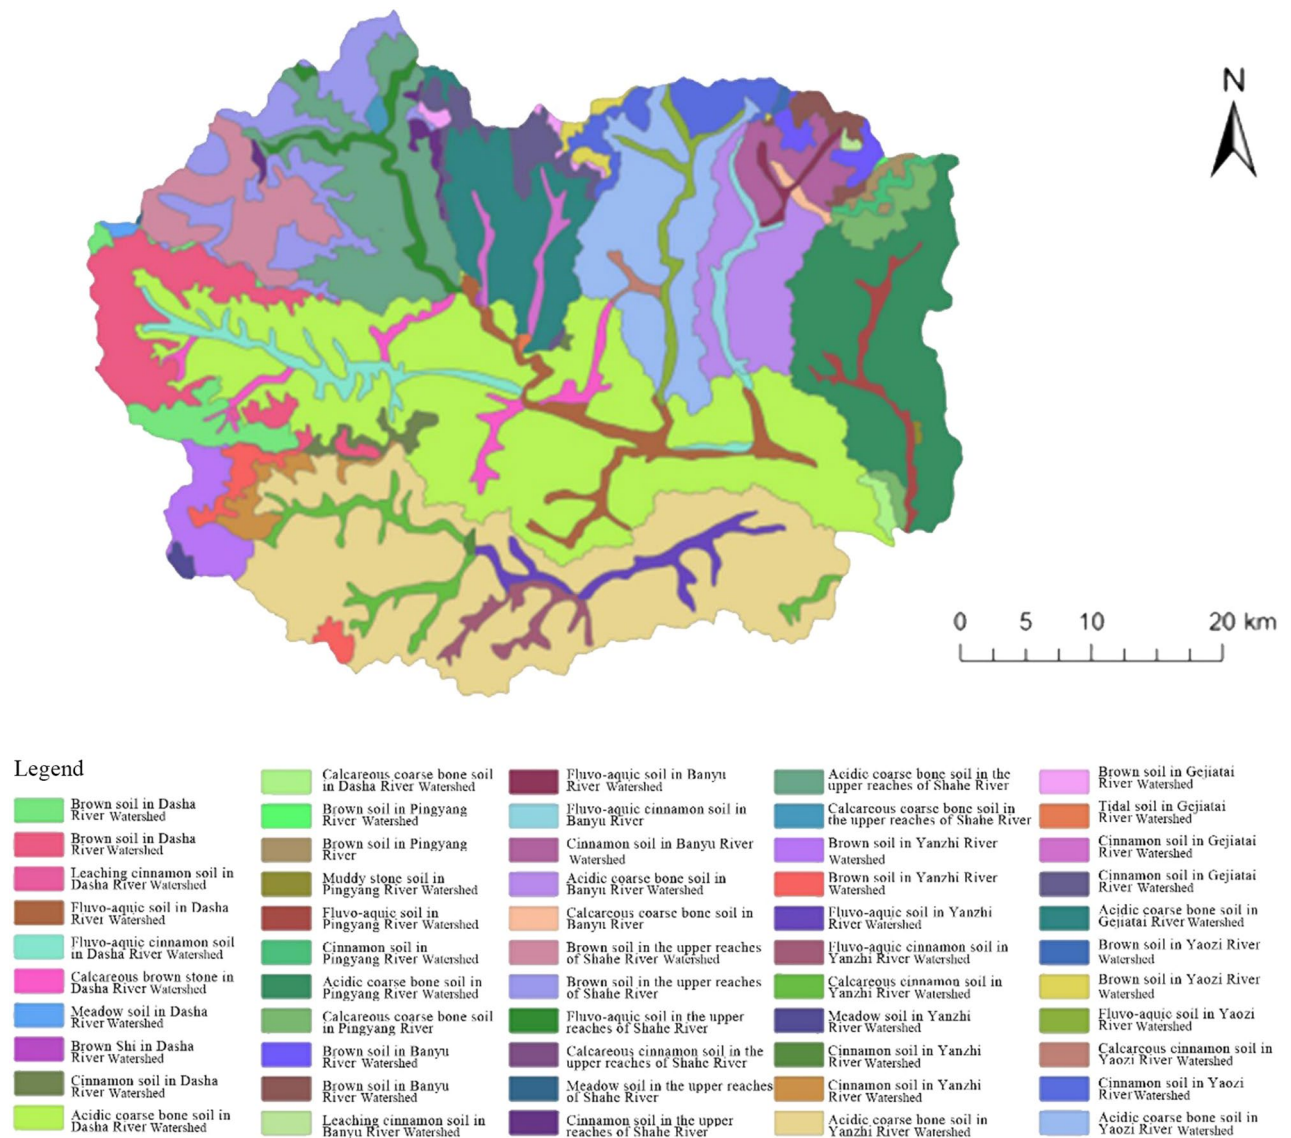 N
0 5 10 20 km
Legend
Brown soil in Dasha
River Watershed
Brown soil in Dasha
River Watershed
Leaching cinnamon soil in
Dasha River Watershed
Fluvo-aquic soil in Dasha
River Watershed
Fluvo-aquic cinnamon soil
in Dasha River Watershed
Calcareous brown stone in
Dasha River Watershed
Meadow soil in Dasha
River Watershed
Brown Shi in Dasha
River Watershed
Cinnamon soil in Dasha
River Watershed
Acidic coarse bone soil in
Dasha River Watershed
Calcareous coarse bone soil
in Dasha River Watershed
Brown soil in Pingyang
River Watershed
Brown soil in Pingyang
River
Muddy stone soil in
Pingyang River Watershed
Fluvo-aquic soil in
Pingyang River Watershed
Cinnamon soil in
Pingyang River Watershed
Acidic coarse bone soil in
Pingyang River Watershed
Calcareous coarse bone soil
in Pingyang River
Brown soil in Banyu
River Watershed
Brown soil in Banyu
River Watershed
Leaching cinnamon soil in
Banyu River Watershed
Fluvo-aquic soil in Banyu
River Watershed
Fluvo-aquic cinnamon soil in
Banyu River
Cinnamon soil in Banyu River
Watershed
Acidic coarse bone soil in
Banyu River Watershed
Calcareous coarse bone soil in
Banyu River
Brown soil in the upper reaches
of Shahe River Watershed
Brown soil in the upper reaches
of Shahe River
Fluvo-aquic soil in the upper
reaches of Shahe River
Calcareous cinnamon soil in the
upper reaches of Shahe River
Meadow soil in the upper reaches
of Shahe River
Cinnamon soil in the upper
reaches of Shahe River
Acidic coarse bone soil in the
upper reaches of Shahe River
Calcareous coarse bone soil in
the upper reaches of Shahe River
Brown soil in Yanzhi River
Watershed
Brown soil in Yanzhi River
Watershed
Fluvo-aquic soil in Yanzhi
River Watershed
Fluvo-aquic cinnamon soil in
Yanzhi River Watershed
Calcareous cinnamon soil in
Yanzhi River Watershed
Meadow soil in Yanzhi
River Watershed
Cinnamon soil in Yanzhi
River Watershed
Cinnamon soil in Yanzhi
River Watershed
Acidic coarse bone soil in
Yanzhi River Watershed
Brown soil in Gejiatai
River Watershed
Tidal soil in Gejiatai
River Watershed
Cinnamon soil in Gejiatai
River Watershed
Cinnamon soil in Gejiatai
River Watershed
Acidic coarse bone soil in
Gejiatai River Watershed
Brown soil in Yaozi River
Watershed
Brown soil in Yaozi River
Watershed
Fluvo-aquic soil in Yaozi
River Watershed
Calcareous cinnamon soil in
Yaozi River Watershed
Cinnamon soil in Yaozi
RiverWatershed
Acidic coarse bone soil in
Yaozi River Watershed